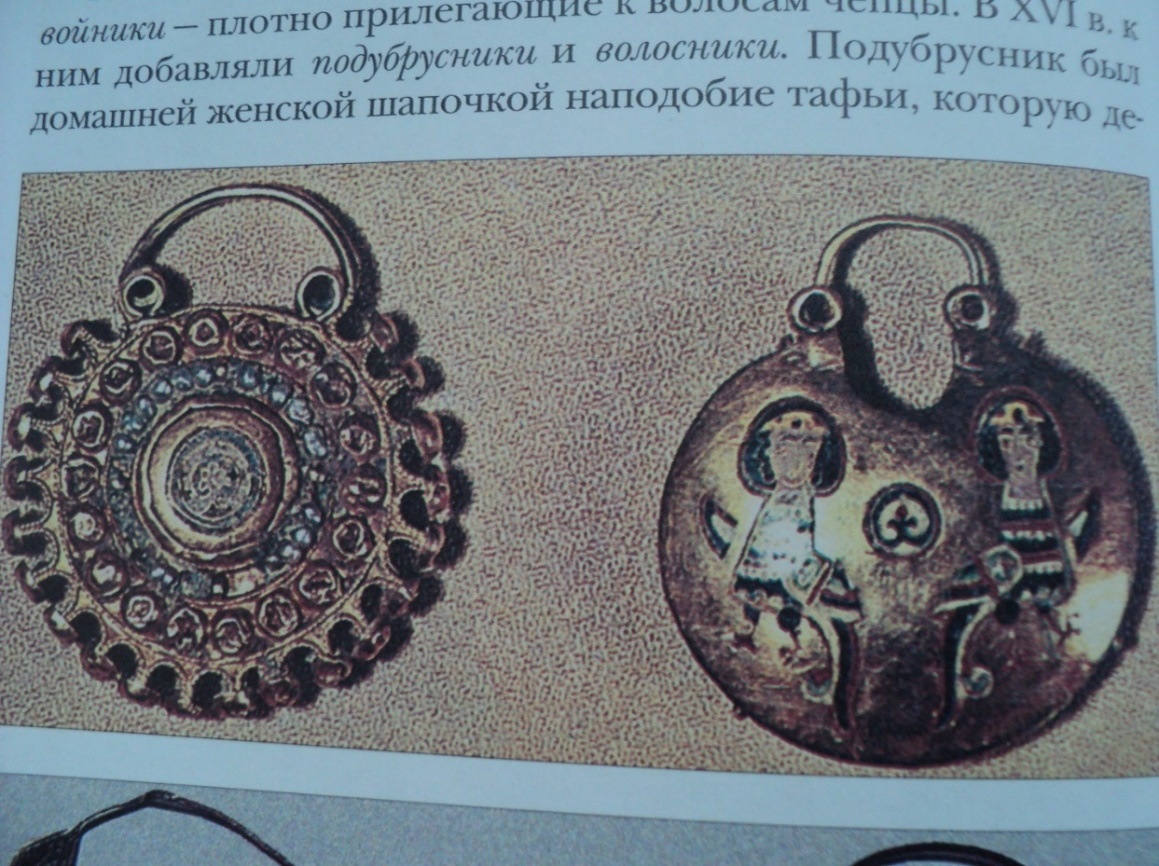 войники – плотно прилегающие к волосам чепцы. В XVI в. к
ним добавляли подубрусники и волосники. Подубрусник был
домашней женской шапочкой наподобие тафьи, которую де-